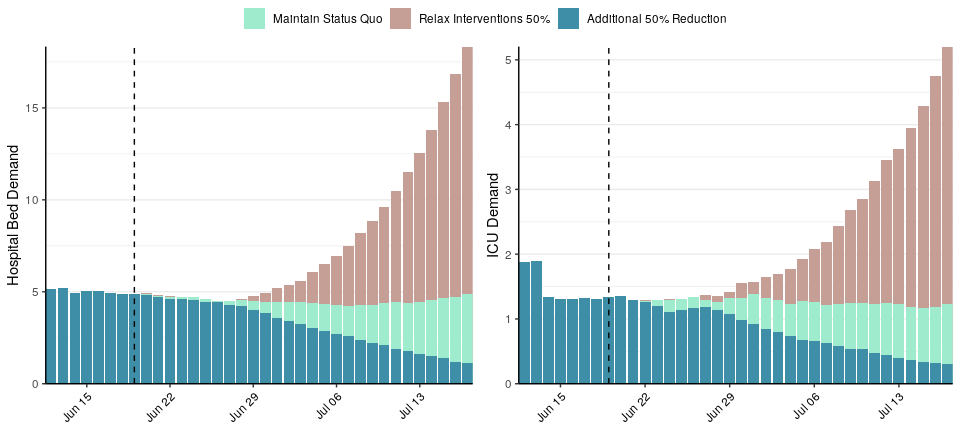 Maintain Status Quo Relax Interventions 50% Additional 50% Reduction
Hospital Bed Demand
15
10
5
0
Jun 15 Jun 22 Jun 29 Jul 06 Jul 13
ICU Demand
5
4
3
2
1
0
Jun 15 Jun 22 Jun 29 Jul 06 Jul 13